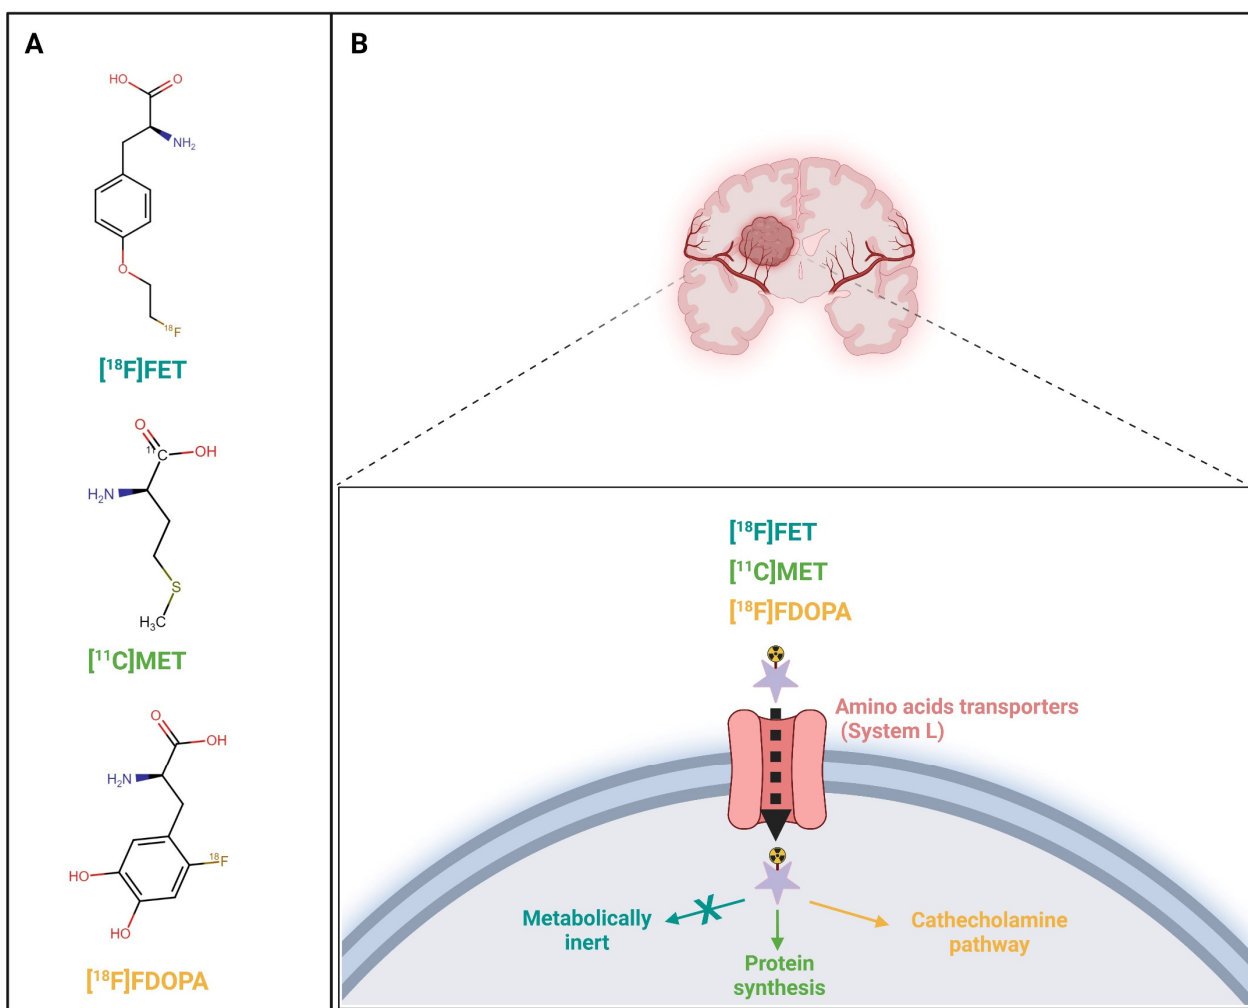 A
HO
O
NH₂
O
¹⁸F
[¹⁸F]FET
O
¹¹C
OH
H₂N
S
H₃C
[¹¹C]MET
O
OH
H₂N
¹⁸F
HO
HO
[¹⁸F]FDOPA
B
[¹⁸F]FET
[¹¹C]MET
[¹⁸F]FDOPA
Amino acids transporters
(System L)
Metabolically
inert
Protein
synthesis
Cathecholamine
pathway